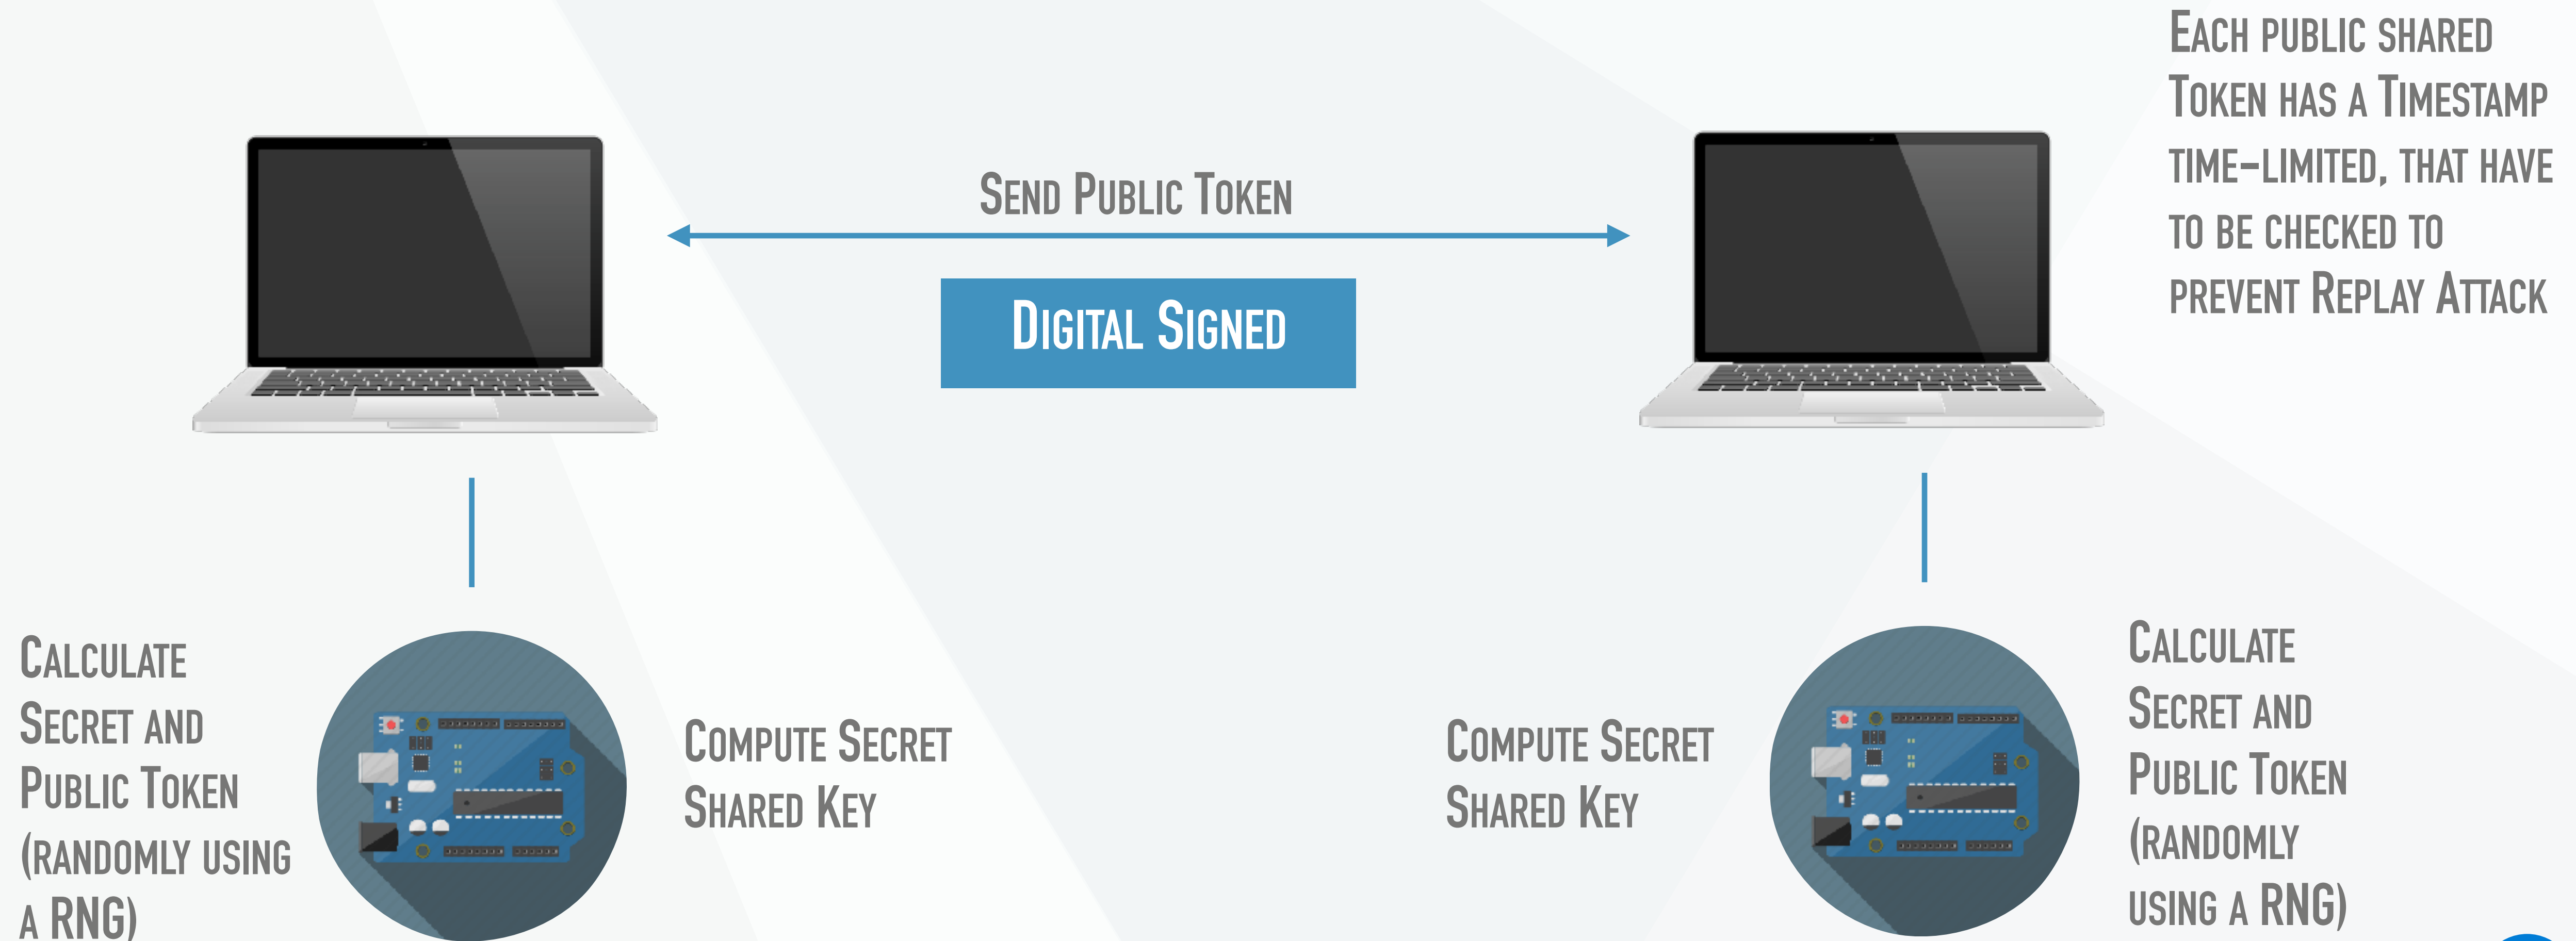 Each public shared
Token has a Timestamp
time-limited, that have
to be checked to
prevent Replay Attack
Send Public Token
Digital Signed
Calculate
Secret and
Public Token
(randomly using
a RNG)
Compute Secret
Shared Key
Compute Secret
Shared Key
Calculate
Secret and
Public Token
(randomly
using a RNG)